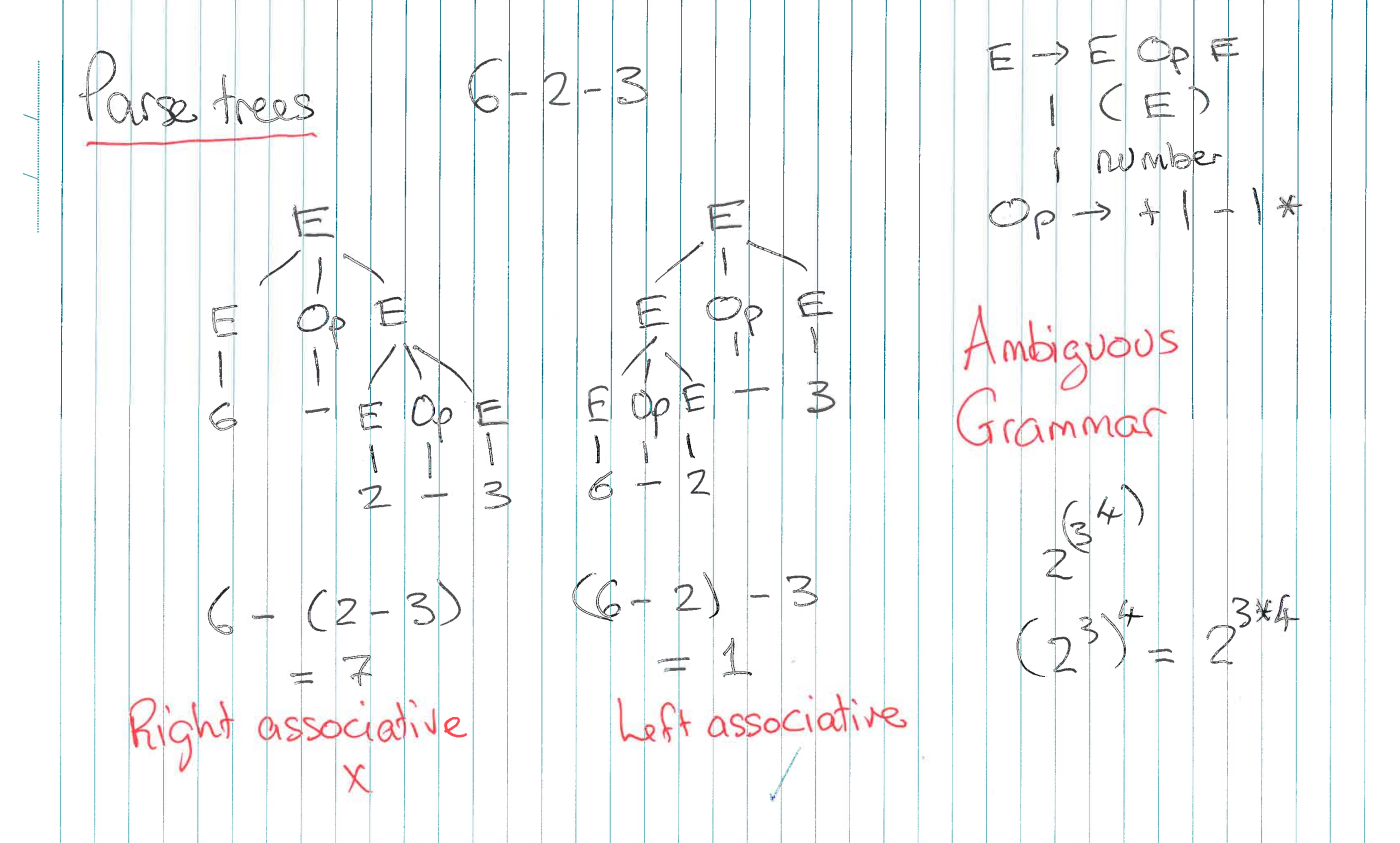 Parse trees
6 - 2 - 3
E → E Op E
| ( E )
| number
Op → + | - | *
E
E Op E
6 - E Op E
2 - 3
E
E Op E
E Op E - 3
6 - 2
6 - (2 - 3)
= 7
Right associative
X
(6 - 2) - 3
= 1
Left associative
✓
Ambiguous
Grammar
2^(3^4)
(2^3)^4 = 2^3*4